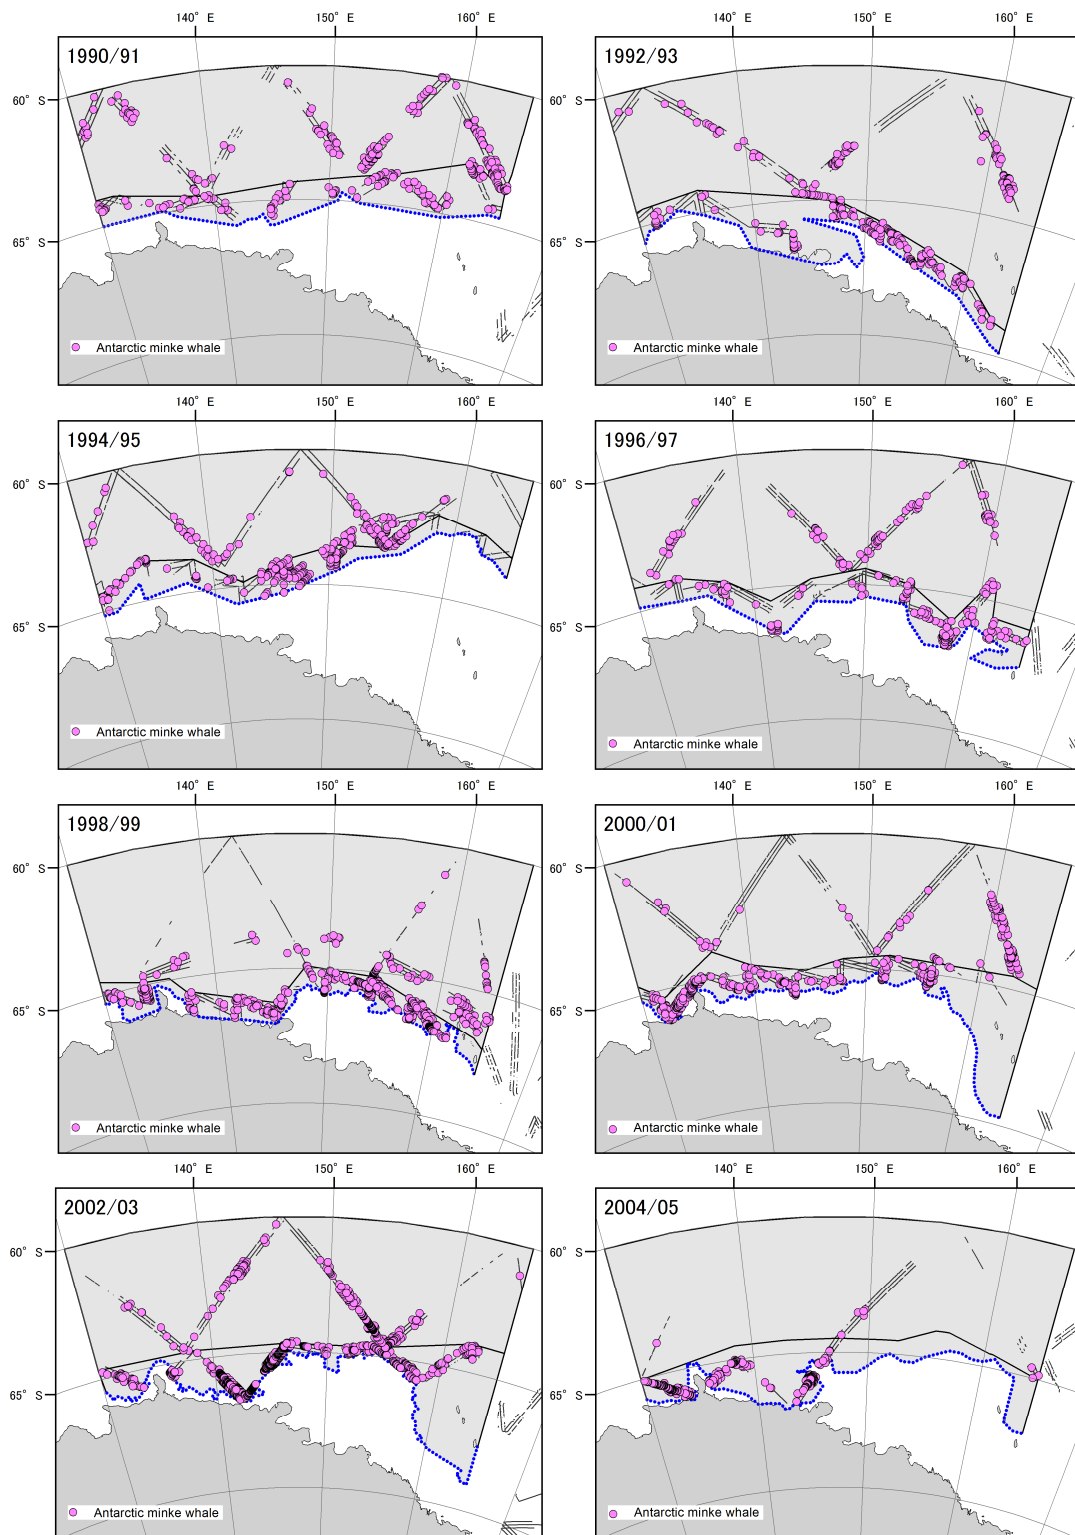 140° E 150° E 160° E
140° E 150° E 160° E
1990/91
1992/93
60° S
60° S
65° S
65° S
Antarctic minke whale
Antarctic minke whale
140° E 150° E 160° E
140° E 150° E 160° E
1994/95
1996/97
60° S
60° S
65° S
65° S
Antarctic minke whale
Antarctic minke whale
140° E 150° E 160° E
140° E 150° E 160° E
1998/99
2000/01
60° S
60° S
65° S
65° S
Antarctic minke whale
Antarctic minke whale
140° E 150° E 160° E
140° E 150° E 160° E
2002/03
2004/05
60° S
60° S
65° S
65° S
Antarctic minke whale
Antarctic minke whale